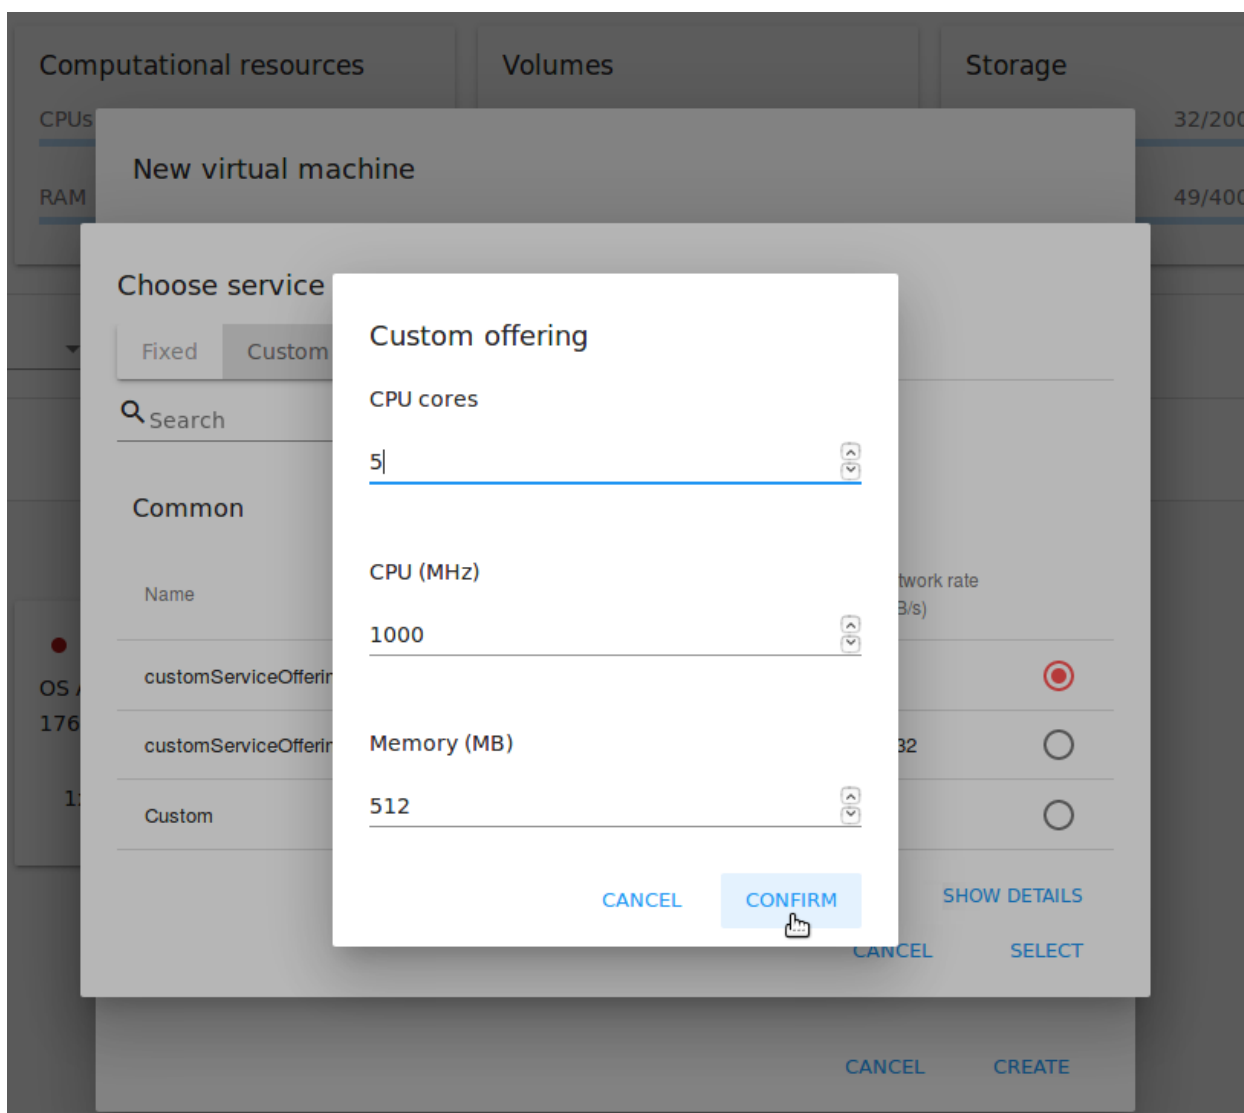 Computational resources
Volumes
Storage
CPUs
32/200
RAM
49/400
New virtual machine
Choose service
Fixed
Custom
Search
Common
Name
twork rate
B/s)
customServiceOfferin
customServiceOfferin
32
Custom
OS
176
Custom offering
CPU cores
5
CPU (MHz)
1000
Memory (MB)
512
CANCEL
CONFIRM
SHOW DETAILS
CANCEL
SELECT
CANCEL
CREATE